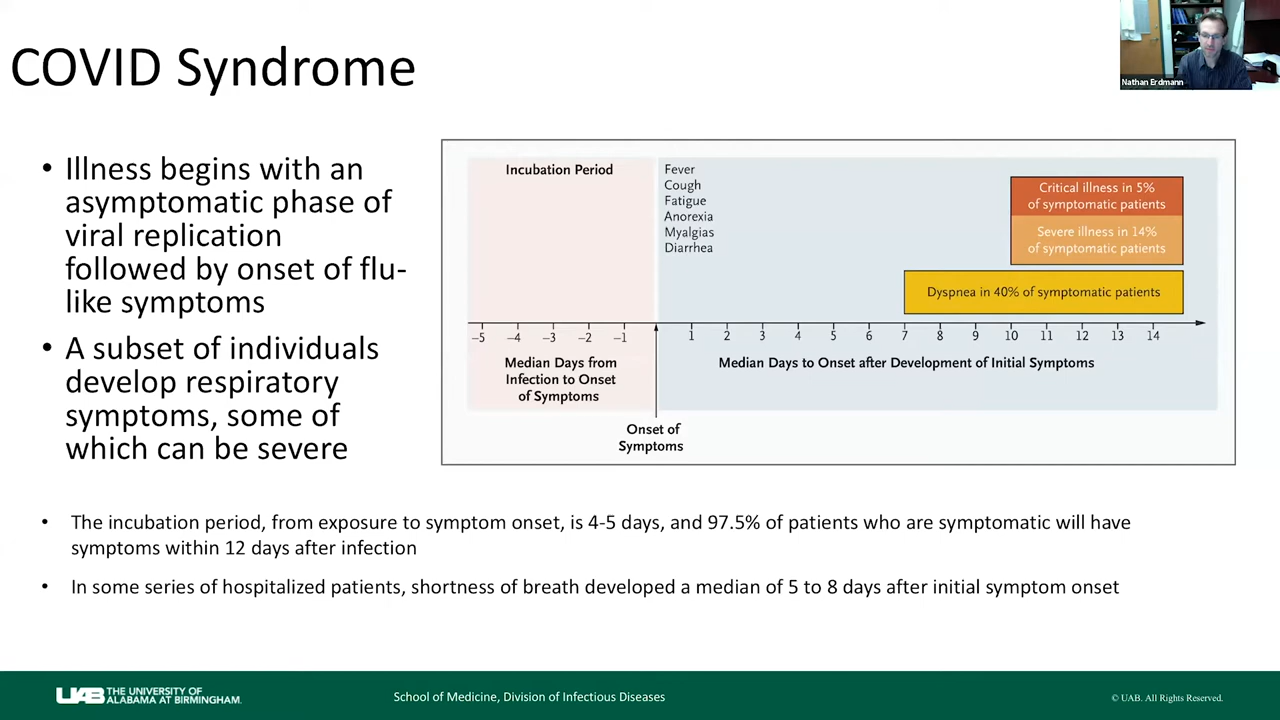 COVID Syndrome
Nathan Erdmann
• Illness begins with an
asymptomatic phase of
viral replication
followed by onset of flu-
like symptoms
• A subset of individuals
develop respiratory
symptoms, some of
which can be severe
Incubation Period
Fever
Cough
Fatigue
Anorexia
Myalgias
Diarrhea
Critical illness in 5%
of symptomatic patients
Severe illness in 14%
of symptomatic patients
Dyspnea in 40% of symptomatic patients
–5 –4 –3 –2 –1 1 2 3 4 5 6 7 8 9 10 11 12 13 14
Median Days from
Infection to Onset
of Symptoms
Median Days to Onset after Development of Initial Symptoms
Onset of
Symptoms
• The incubation period, from exposure to symptom onset, is 4-5 days, and 97.5% of patients who are symptomatic will have
symptoms within 12 days after infection
• In some series of hospitalized patients, shortness of breath developed a median of 5 to 8 days after initial symptom onset
UAB THE UNIVERSITY OF
ALABAMA AT BIRMINGHAM.
School of Medicine, Division of Infectious Diseases
© UAB. All Rights Reserved.